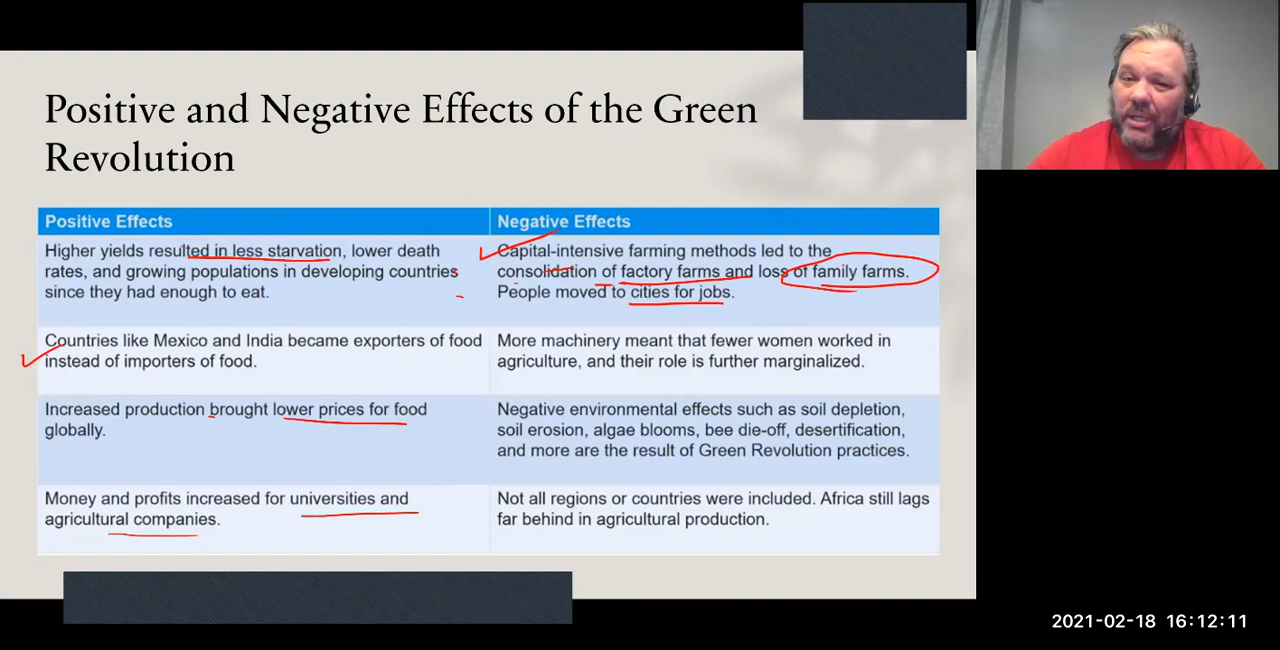 Positive and Negative Effects of the Green
Revolution
Positive Effects
Higher yields resulted in less starvation, lower death
rates, and growing populations in developing countries
since they had enough to eat.
Countries like Mexico and India became exporters of food
instead of importers of food.
Increased production brought lower prices for food
globally.
Money and profits increased for universities and
agricultural companies.
Negative Effects
Capital-intensive farming methods led to the
consolidation of factory farms and loss of family farms.
People moved to cities for jobs.
More machinery meant that fewer women worked in
agriculture, and their role is further marginalized.
Negative environmental effects such as soil depletion,
soil erosion, algae blooms, bee die-off, desertification,
and more are the result of Green Revolution practices.
Not all regions or countries were included. Africa still lags
far behind in agricultural production.
2021-02-18 16:12:11